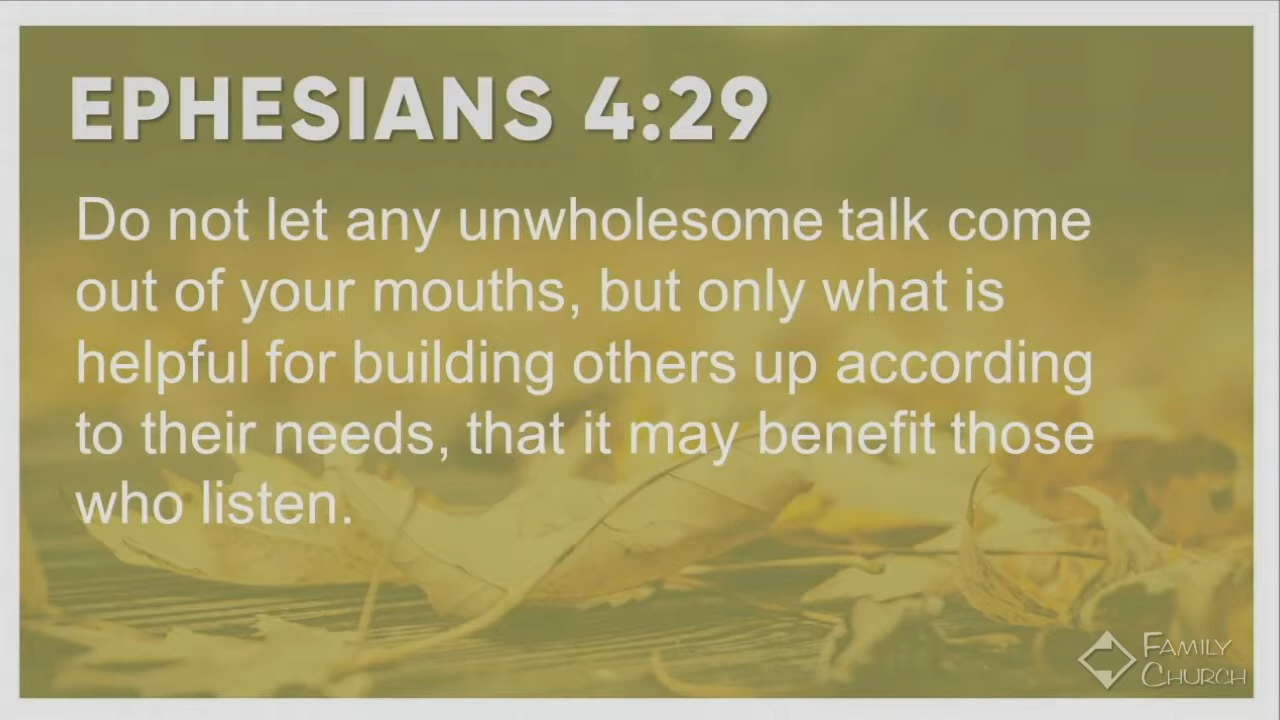 EPHESIANS 4:29
Do not let any unwholesome talk come
out of your mouths, but only what is
helpful for building others up according
to their needs, that it may benefit those
who listen.
FAMILY
CHURCH